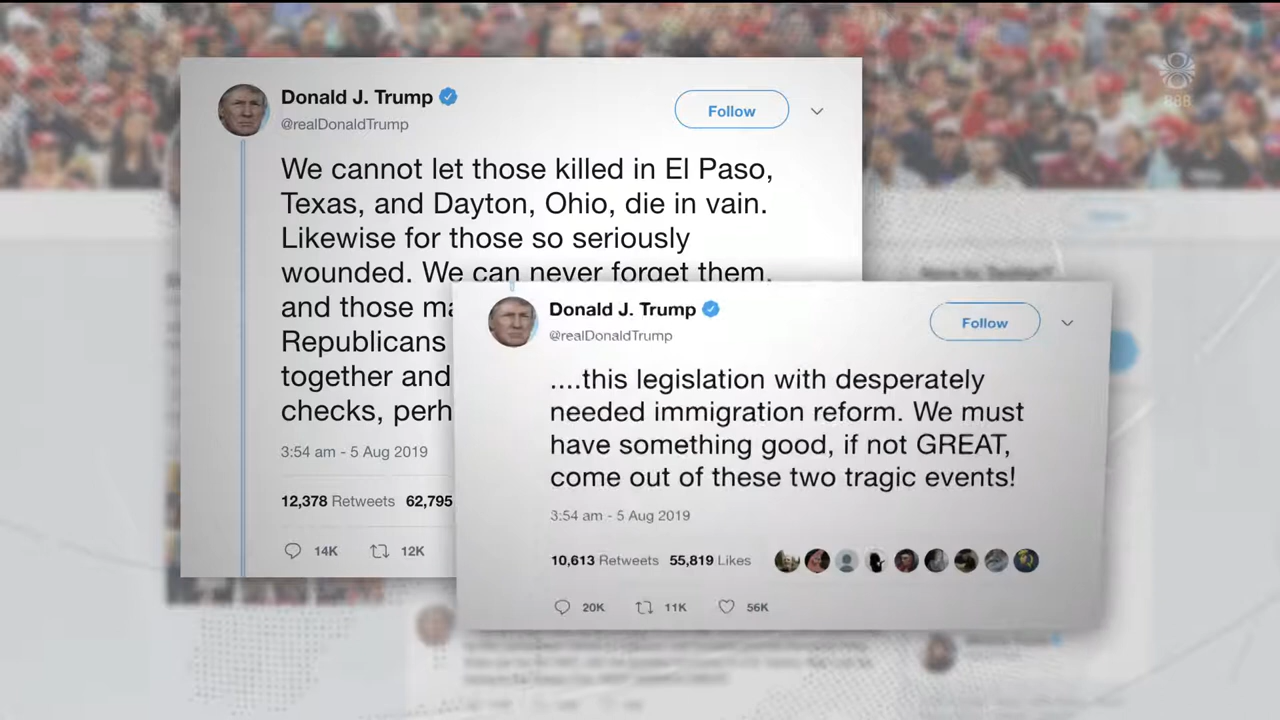 888
Donald J. Trump
@realDonaldTrump
Follow
We cannot let those killed in El Paso,
Texas, and Dayton, Ohio, die in vain.
Likewise for those so seriously
wounded. We can never forget them,
and those
Republicans
together and
checks,
3:54 am - 5 Aug 2019
12,378 Retweets 62,795
14K 12K
Donald J. Trump
@realDonaldTrump
Follow
....this legislation with desperately
needed immigration reform. We must
have something good, if not GREAT,
come out of these two tragic events!
3:54 am - 5 Aug 2019
10,613 Retweets 55,819 Likes
20K 11K 56K